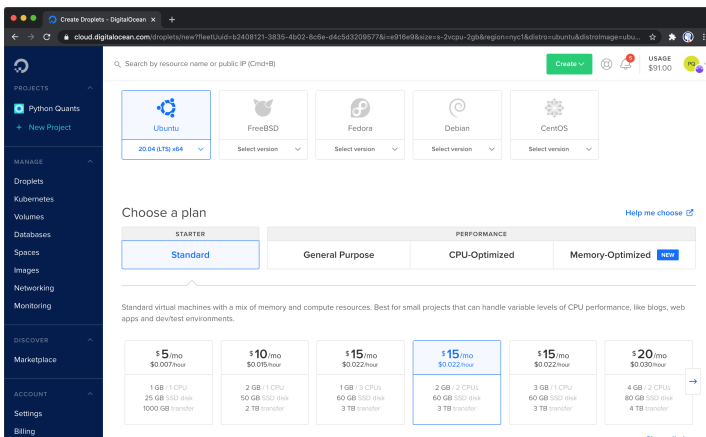 Create Droplets - DigitalOcean
cloud.digitalocean.com/droplets/new?fleetUuid=b2408121-3835-4b02-8c6e-d4c5d3209577&i=e916e9&size=s-2vcpu-2gb&region=nyc1&distro=ubuntu&distroImage=ubu...
Search by resource name or public IP (Cmd+B)
Create
5
USAGE
$91.00
PQ
PROJECTS
Python Quants
+ New Project
MANAGE
Droplets
Kubernetes
Volumes
Databases
Spaces
Images
Networking
Monitoring
DISCOVER
Marketplace
ACCOUNT
Settings
Billing
Ubuntu
20.04 (LTS) x64
FreeBSD
Select version
Fedora
Select version
Debian
Select version
CentOS
Select version
Choose a plan
Help me choose
STARTER
PERFORMANCE
Standard
General Purpose
CPU-Optimized
Memory-Optimized NEW
Standard virtual machines with a mix of memory and compute resources. Best for small projects that can handle variable levels of CPU performance, like blogs, web
apps and dev/test environments.
$5/mo
$0.007/hour
1 GB / 1 CPU
25 GB SSD disk
1000 GB transfer
$10/mo
$0.015/hour
2 GB / 1 CPU
50 GB SSD disk
2 TB transfer
$15/mo
$0.022/hour
1 GB / 3 CPUs
60 GB SSD disk
3 TB transfer
$15/mo
$0.022/hour
2 GB / 2 CPUs
60 GB SSD disk
3 TB transfer
$15/mo
$0.022/hour
3 GB / 1 CPU
60 GB SSD disk
3 TB transfer
$20/mo
$0.030/hour
4 GB / 2 CPUs
80 GB SSD disk
4 TB transfer